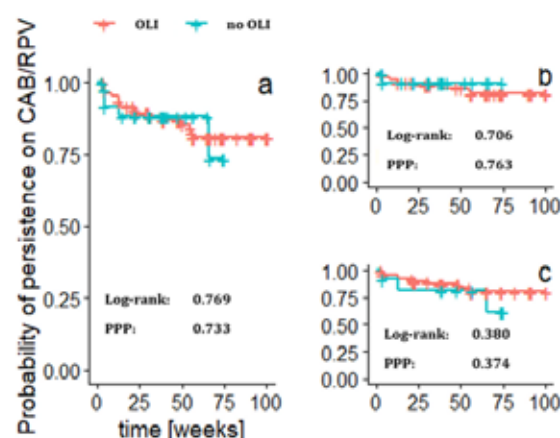 OLI no OLI
Probability of persistence on CAB/RPV
a
1.00
0.75
0.50
0.25
0.00
Log-rank: 0.769
PPP: 0.733
0 25 50 75 100
time [weeks]
b
1.00
0.75
0.50
0.25
0.00
Log-rank: 0.706
PPP: 0.763
0 25 50 75 100
c
1.00
0.75
0.50
0.25
0.00
Log-rank: 0.380
PPP: 0.374
0 25 50 75 100